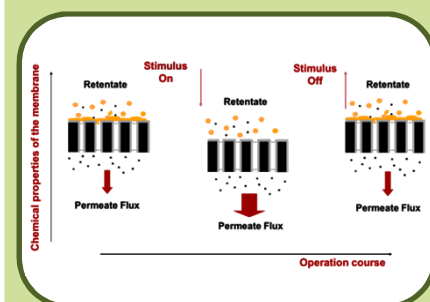 Chemical properties of the membrane
Retentate
Permeate Flux
Stimulus
On
Retentate
Permeate Flux
Stimulus
Off
Retentate
Permeate Flux
Operation course